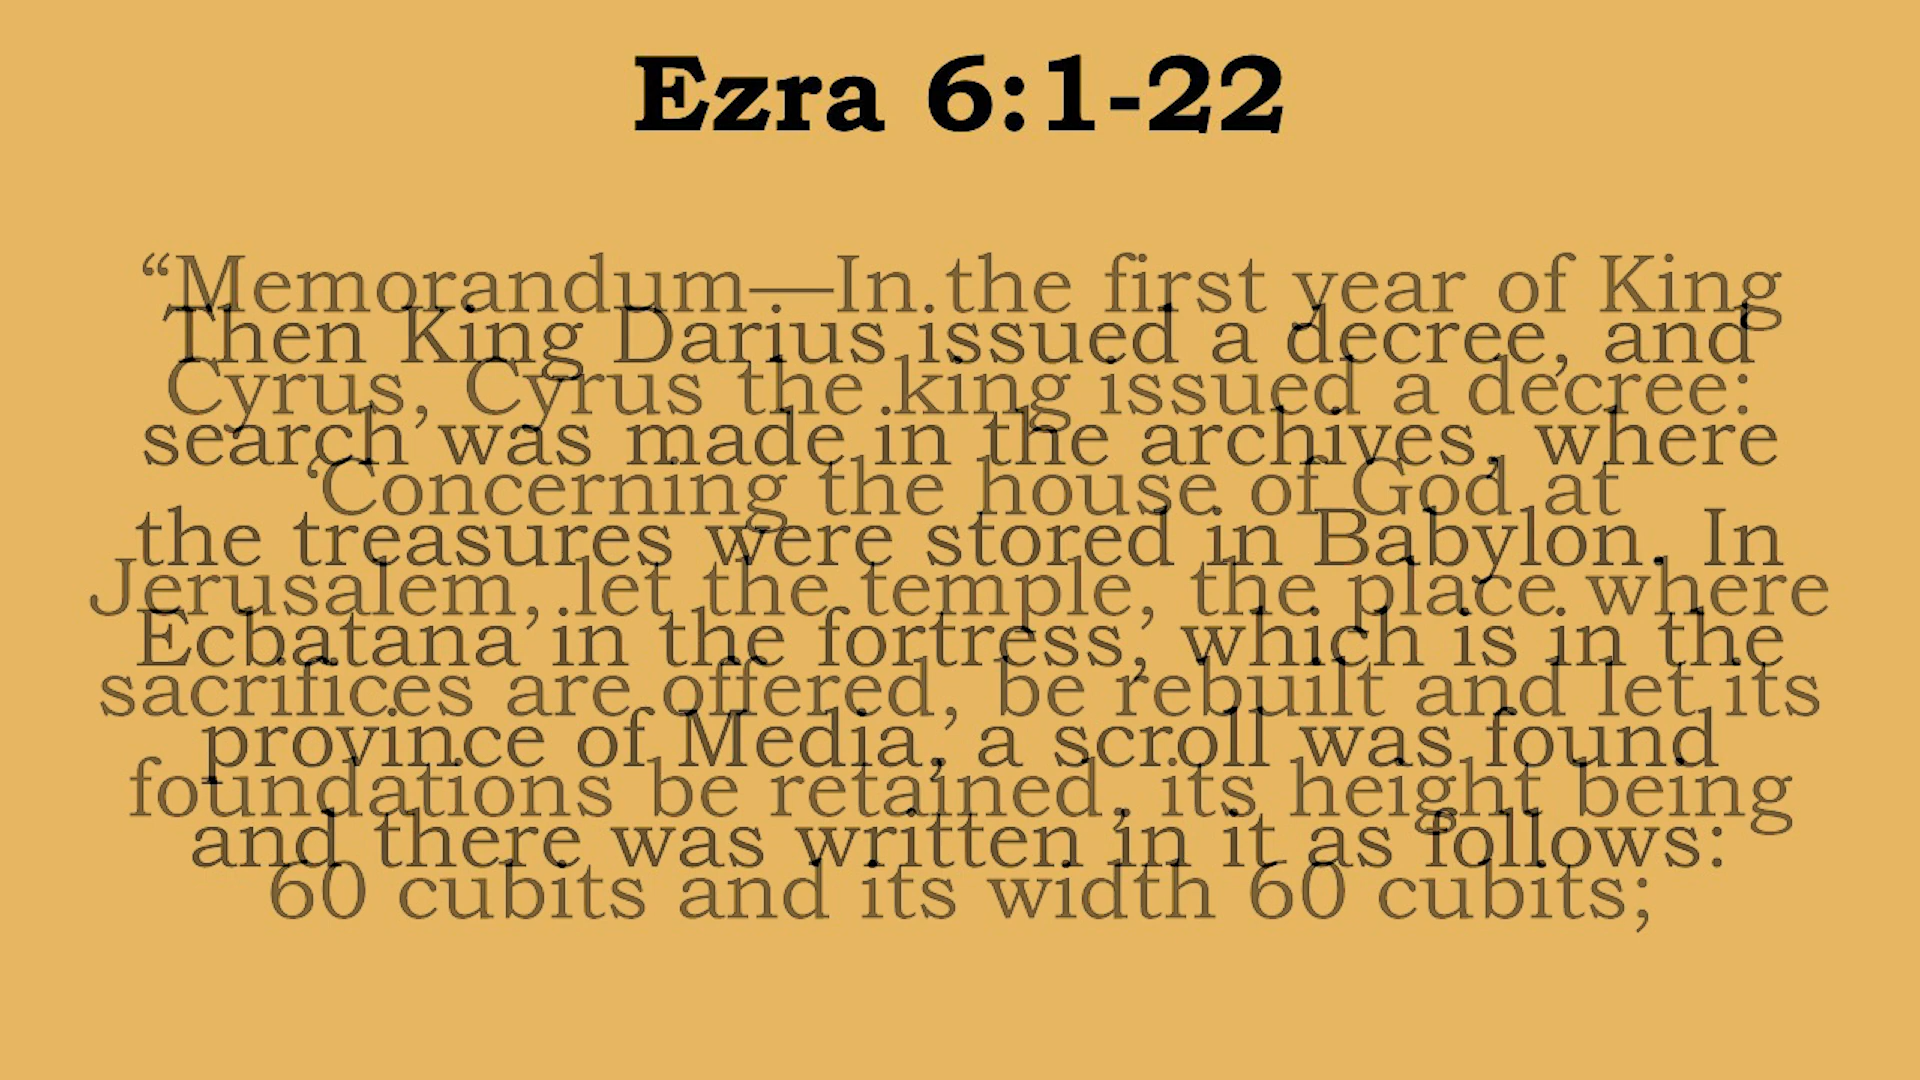 Ezra 6:1-22
“Memorandum—In the first year of King
Then King Darius issued a decree, and
Cyrus, Cyrus the king issued a decree:
search was made in the archives, where
‘Concerning the house of God at
the treasures were stored in Babylon. In
Jerusalem, let the temple, the place where
Ecbatana in the fortress, which is in the
sacrifices are offered, be rebuilt and let its
province of Media, a scroll was found
foundations be retained, its height being
and there was written in it as follows:
60 cubits and its width 60 cubits;